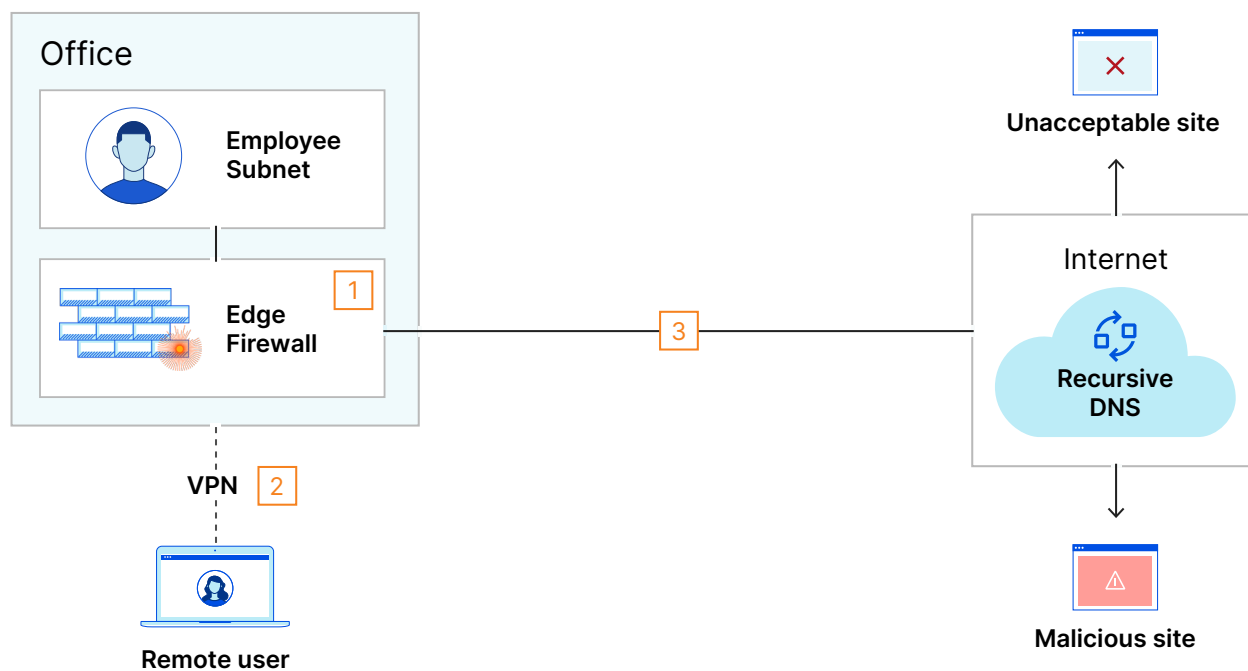 Office
Employee
Subnet
1
Edge
Firewall
VPN
2
Remote user
3
Unacceptable site
Internet
Recursive
DNS
Malicious site